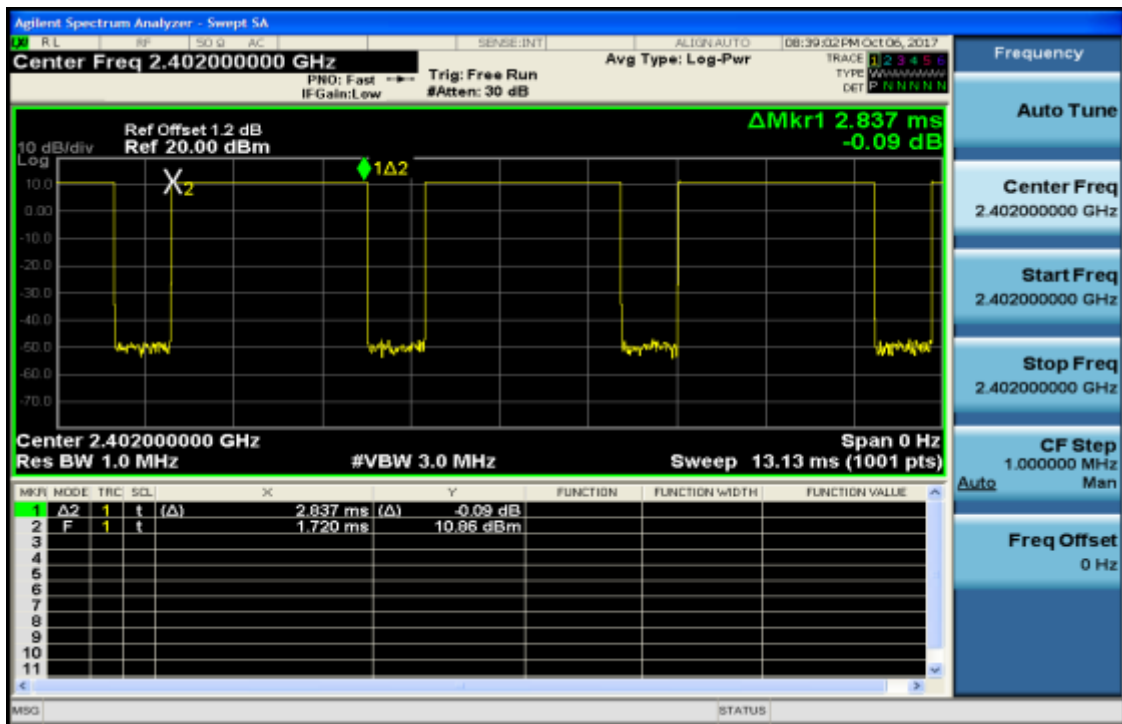 Agilent Spectrum Analyzer - Swept SA
RL RF 50 Ω AC SENSE:INT ALIGN AUTO 08:39:02 PM Oct 06, 2017
Center Freq 2.402000000 GHz
PNO: Fast
IFGain:Low
Trig: Free Run
#Atten: 30 dB
Avg Type: Log-Pwr
TRACE 1 2 3 4 5 6
TYPE
DET P N N N N N
ΔMkr1 2.837 ms
-0.09 dB
Ref Offset 1.2 dB
10 dB/div Ref 20.00 dBm
Log
10.0
0.00
-10.0
-20.0
-30.0
-40.0
-50.0
-60.0
-70.0
X2
1Δ2
Center 2.402000000 GHz Span 0 Hz
Res BW 1.0 MHz #VBW 3.0 MHz Sweep 13.13 ms (1001 pts)
MKR MODE TRC SCL X Y FUNCTION FUNCTION WIDTH FUNCTION VALUE
1 Δ2 1 t (Δ) 2.837 ms (Δ) -0.09 dB
2 F 1 t 1.720 ms 10.86 dBm
3
4
5
6
7
8
9
10
11
MSG STATUS
Frequency
Auto Tune
Center Freq
2.402000000 GHz
Start Freq
2.402000000 GHz
Stop Freq
2.402000000 GHz
CF Step
1.000000 MHz
Auto Man
Freq Offset
0 Hz